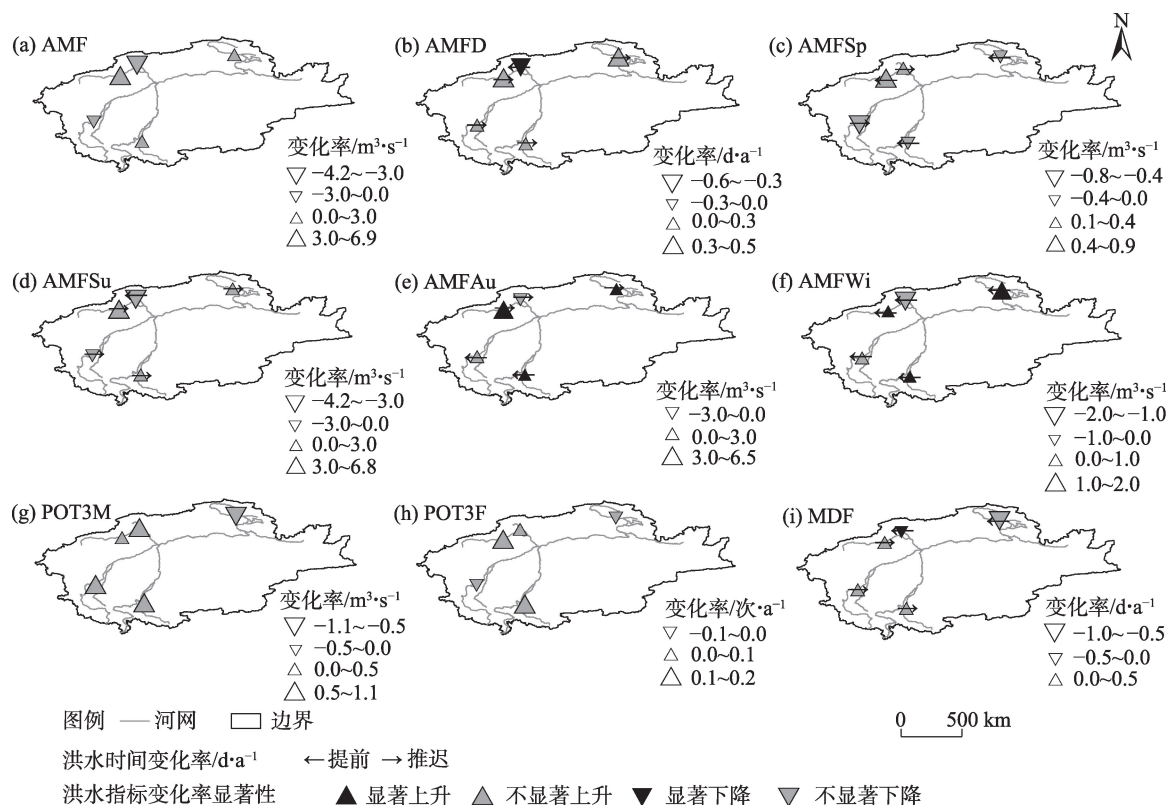 N
(a) AMF
变化率/m³•s⁻¹
−4.2~−3.0
−3.0~0.0
0.0~3.0
3.0~6.9
(b) AMFD
变化率/d•a⁻¹
−0.6~−0.3
−0.3~0.0
0.0~0.3
0.3~0.5
(c) AMFSp
变化率/m³•s⁻¹
−0.8~−0.4
−0.4~0.0
0.1~0.4
0.4~0.9
(d) AMFSu
变化率/m³•s⁻¹
−4.2~−3.0
−3.0~0.0
0.0~3.0
3.0~6.8
(e) AMFAu
变化率/m³•s⁻¹
−3.0~0.0
0.0~3.0
3.0~6.5
(f) AMFWi
变化率/m³•s⁻¹
−2.0~−1.0
−1.0~0.0
0.0~1.0
1.0~2.0
(g) POT3M
变化率/m³•s⁻¹
−1.1~−0.5
−0.5~0.0
0.0~0.5
0.5~1.1
(h) POT3F
变化率/次•a⁻¹
−0.1~0.0
0.0~0.1
0.1~0.2
(i) MDF
变化率/d•a⁻¹
−1.0~−0.5
−0.5~0.0
0.0~0.5
图例 河网 边界
0 500 km
洪水时间变化率/d•a⁻¹ ←提前 →推迟
洪水指标变化率显著性 ▲ 显著上升 ▲ 不显著上升 ▼ 显著下降 ▼ 不显著下降